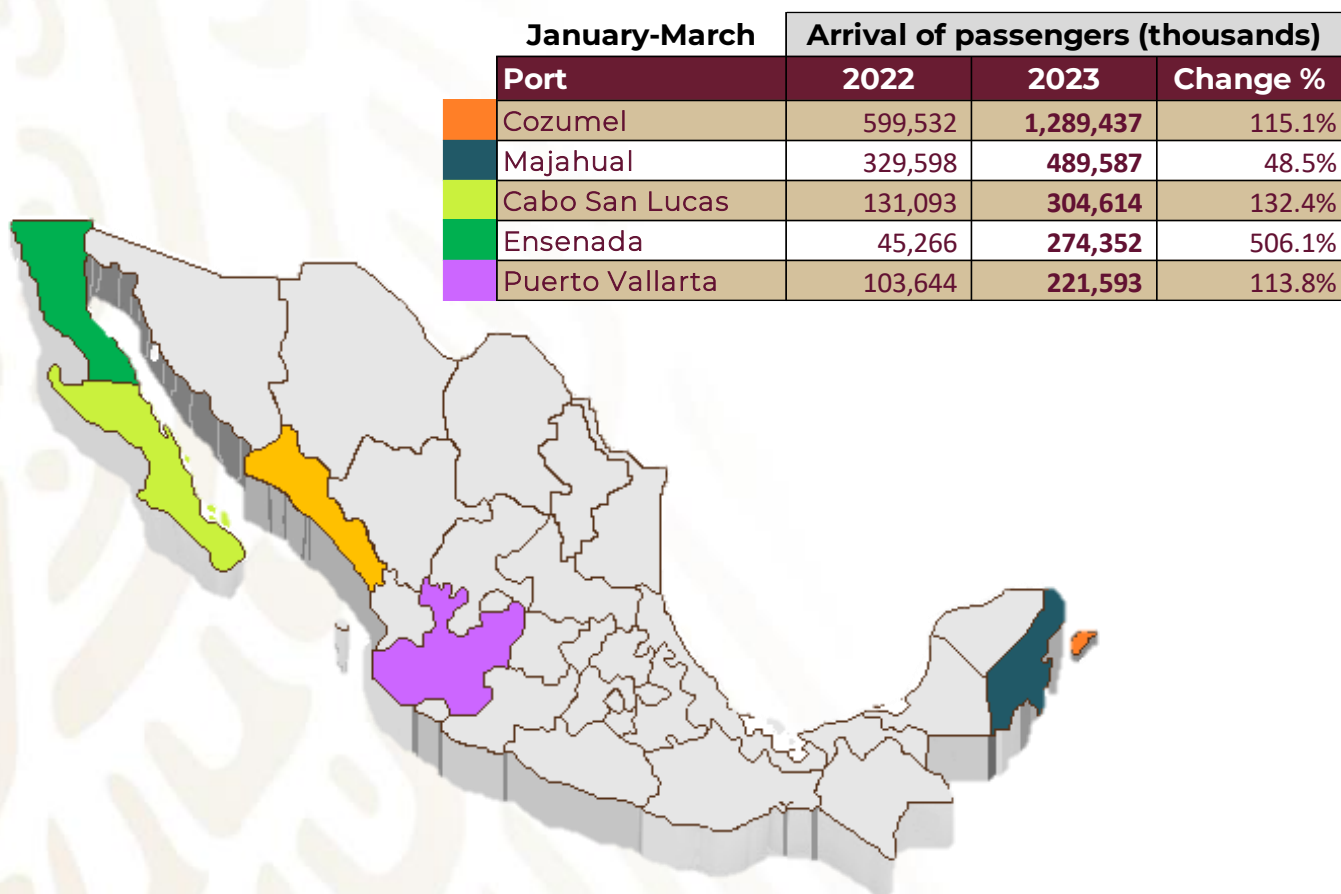 January-March Arrival of passengers (thousands)
Port 2022 2023 Change %
Cozumel 599,532 1,289,437 115.1%
Majahual 329,598 489,587 48.5%
Cabo San Lucas 131,093 304,614 132.4%
Ensenada 45,266 274,352 506.1%
Puerto Vallarta 103,644 221,593 113.8%